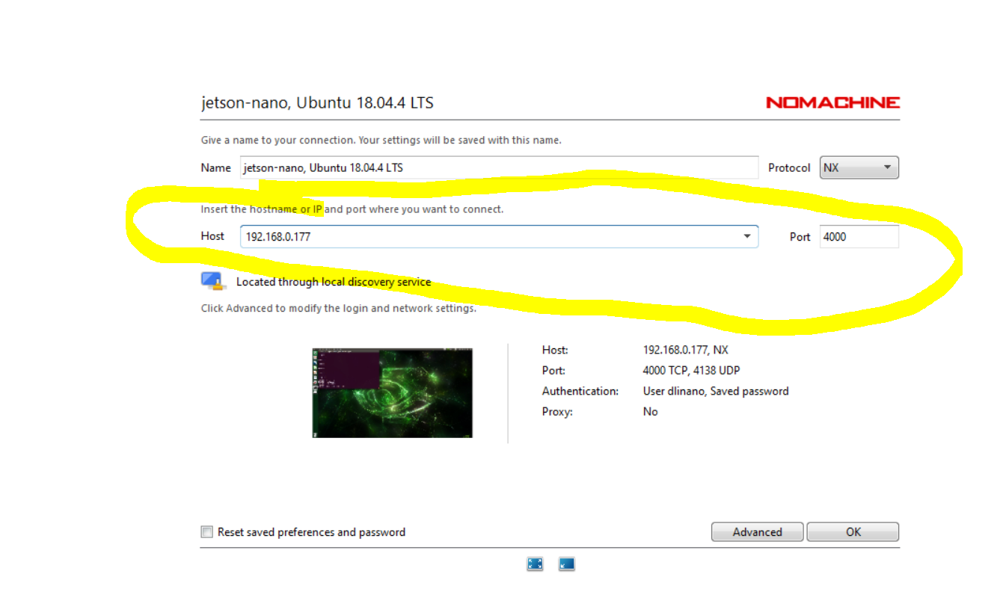 jetson-nano, Ubuntu 18.04.4 LTS
NOMACHINE
Give a name to your connection. Your settings will be saved with this name.
Name jetson-nano, Ubuntu 18.04.4 LTS Protocol NX
Insert the hostname or IP and port where you want to connect.
Host 192.168.0.177 Port 4000
Located through local discovery service
Click Advanced to modify the login and network settings.
Host: 192.168.0.177, NX
Port: 4000 TCP, 4138 UDP
Authentication: User dlinano, Saved password
Proxy: No
Reset saved preferences and password Advanced OK